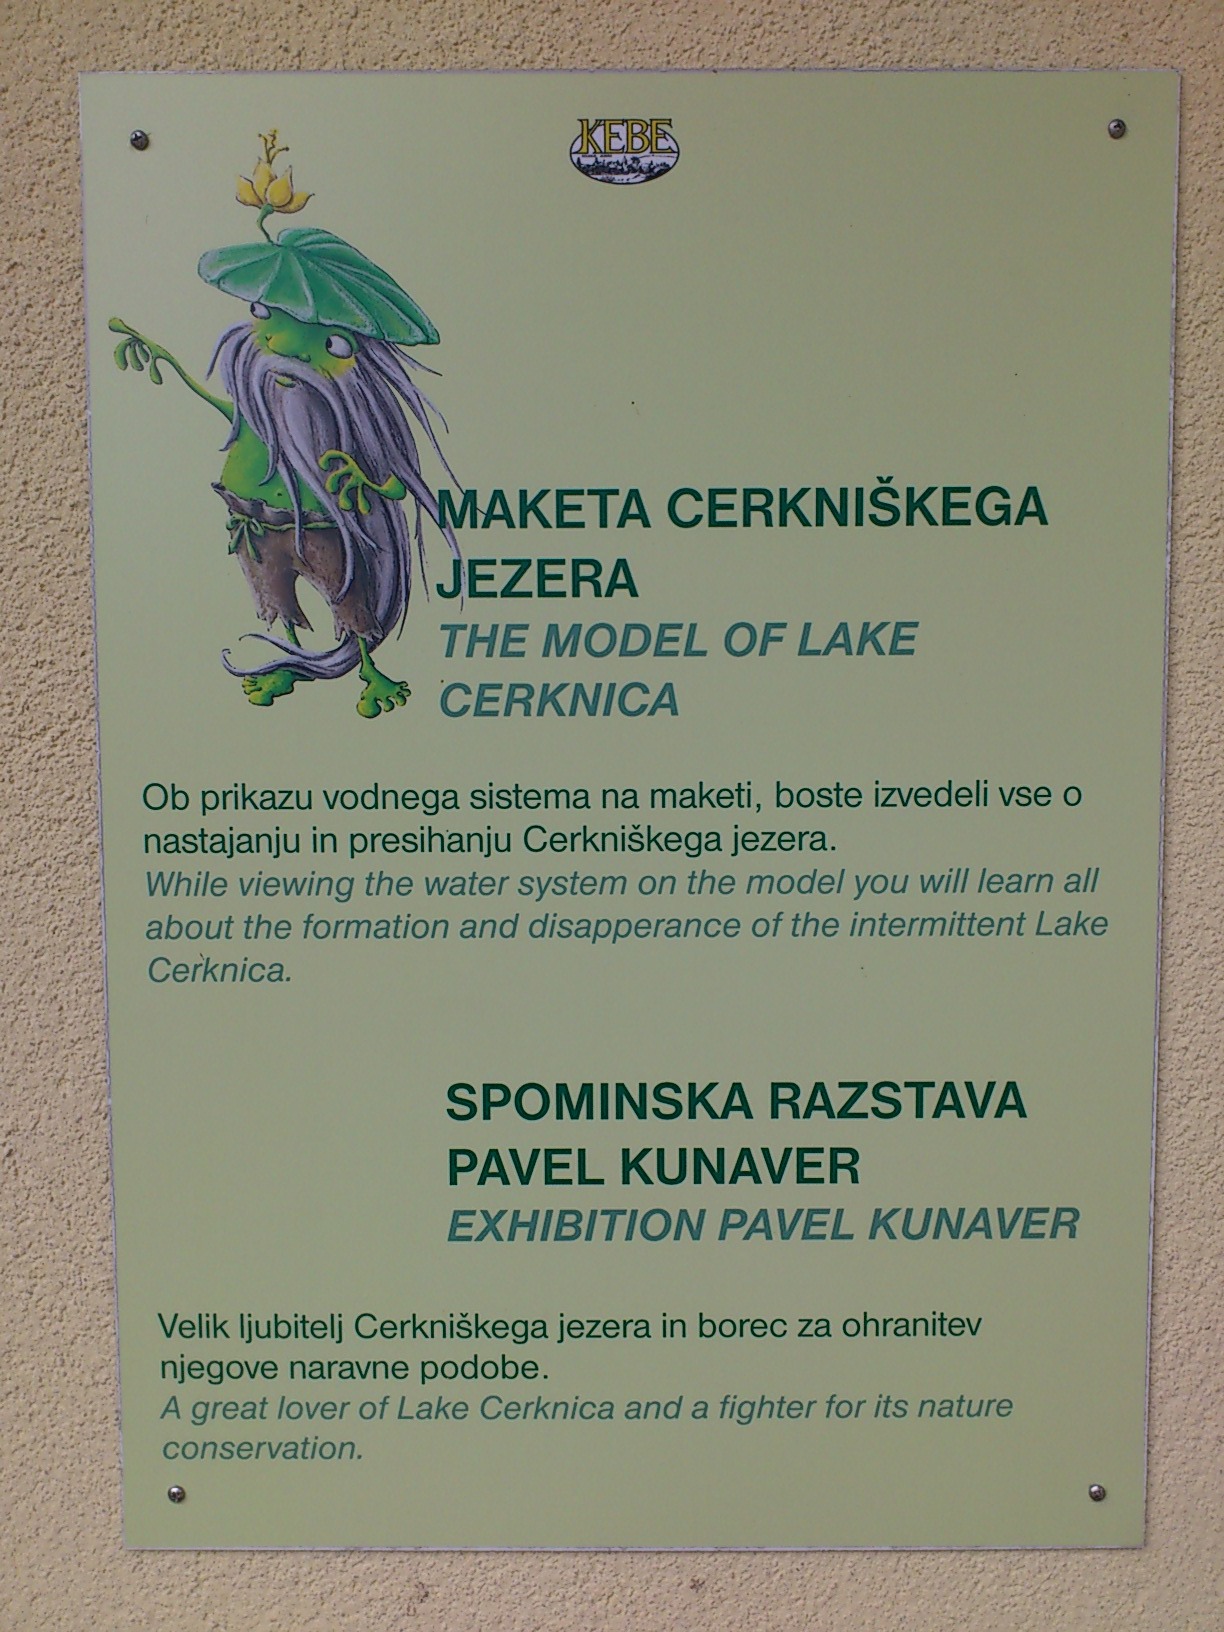 KEBE
MAKETA CERKNIŠKEGA
JEZERA
THE MODEL OF LAKE
CERKNICA
Ob prikazu vodnega sistema na maketi, boste izvedeli vse o
nastajanju in presihanju Cerkniškega jezera.
While viewing the water system on the model you will learn all
about the formation and disapperance of the intermittent Lake
Cerknica.
SPOMINSKA RAZSTAVA
PAVEL KUNAVER
EXHIBITION PAVEL KUNAVER
Velik ljubitelj Cerkniškega jezera in borec za ohranitev
njegove naravne podobe.
A great lover of Lake Cerknica and a fighter for its nature
conservation.